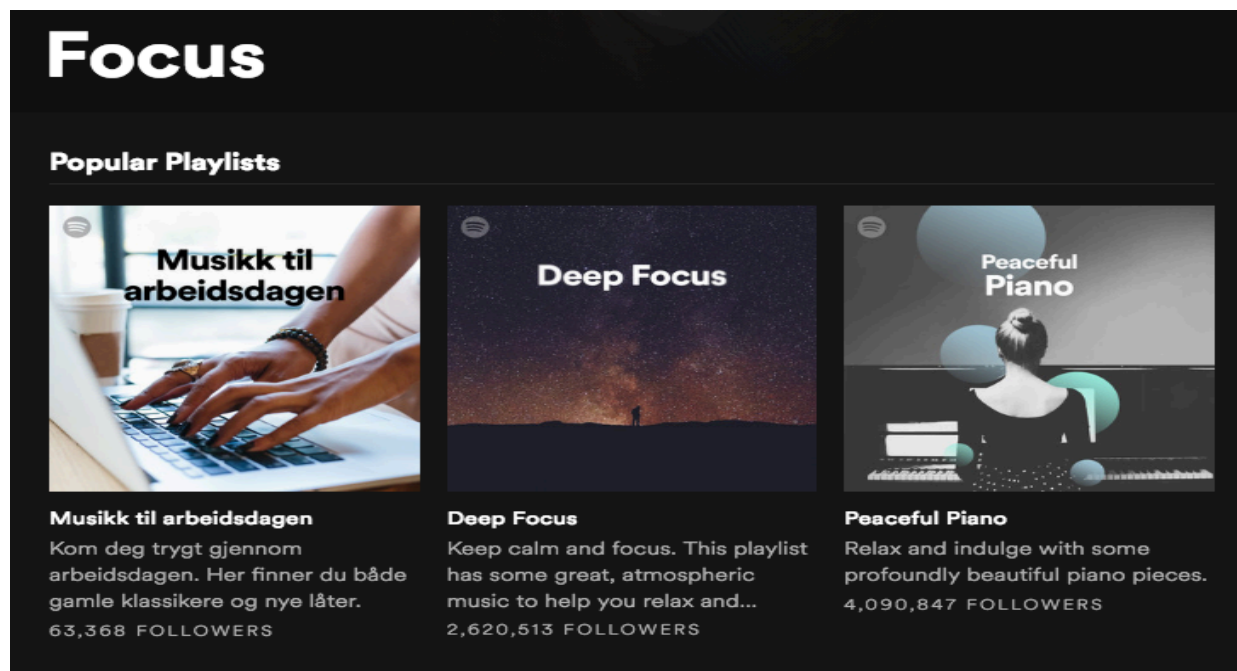 Focus
Popular Playlists
Musikk til
arbeidsdagen
Deep Focus
Peaceful
Piano
Musikk til arbeidsdagen
Kom deg trygt gjennom
arbeidsdagen. Her finner du både
gamle klassikere og nye låter.
63,368 FOLLOWERS
Deep Focus
Keep calm and focus. This playlist
has some great, atmospheric
music to help you relax and...
2,620,513 FOLLOWERS
Peaceful Piano
Relax and indulge with some
profoundly beautiful piano pieces.
4,090,847 FOLLOWERS